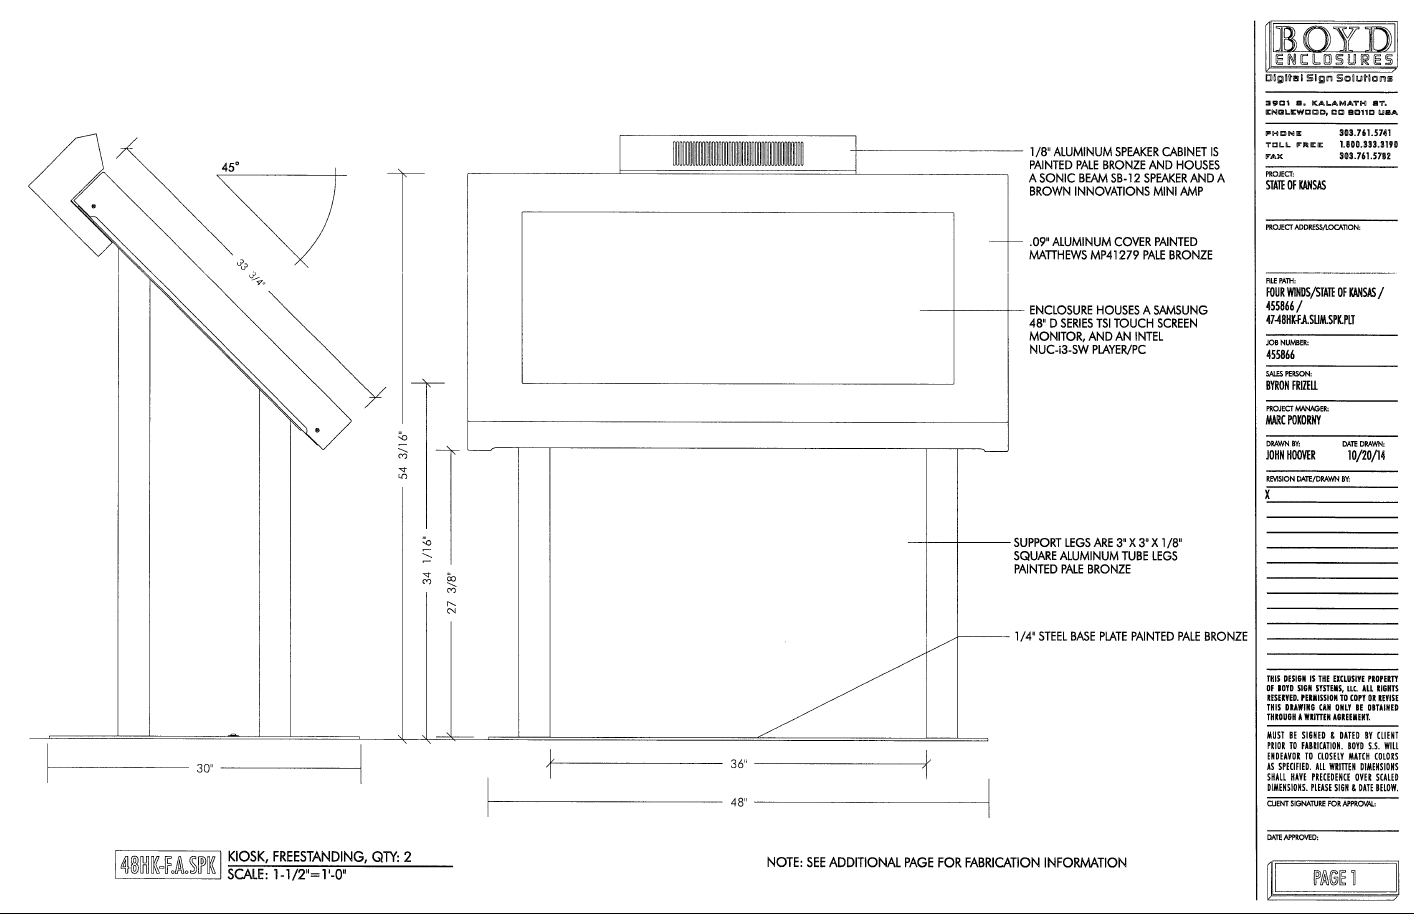 45°
33 3/4"
54 3/16"
34 1/16"
27 3/8"
30"
36"
48"
1/8" ALUMINUM SPEAKER CABINET IS
PAINTED PALE BRONZE AND HOUSES
A SONIC BEAM SB-12 SPEAKER AND A
BROWN INNOVATIONS MINI AMP
.09" ALUMINUM COVER PAINTED
MATTHEWS MP41279 PALE BRONZE
ENCLOSURE HOUSES A SAMSUNG
48" D SERIES TSI TOUCH SCREEN
MONITOR, AND AN INTEL
NUC-i3-SW PLAYER/PC
SUPPORT LEGS ARE 3" X 3" X 1/8"
SQUARE ALUMINUM TUBE LEGS
PAINTED PALE BRONZE
1/4" STEEL BASE PLATE PAINTED PALE BRONZE
48HK-F.A.SPK
KIOSK, FREESTANDING, QTY: 2
SCALE: 1-1/2"=1'-0"
NOTE: SEE ADDITIONAL PAGE FOR FABRICATION INFORMATION
BOYD
ENCLOSURES
Digital Sign Solutions
3901 S. KALAMATH ST.
ENGLEWOOD, CO 80110 USA
PHONE 303.761.5741
TOLL FREE 1.800.333.3190
FAX 303.761.5782
PROJECT:
STATE OF KANSAS
PROJECT ADDRESS/LOCATION:
FILE PATH:
FOUR WINDS/STATE OF KANSAS /
455866 /
47-48HK-F.A.SLIM.SPK.PLT
JOB NUMBER:
455866
SALES PERSON:
BYRON FRIZELL
PROJECT MANAGER:
MARC POKORNY
DRAWN BY: DATE DRAWN:
JOHN HOOVER 10/20/14
REVISION DATE/DRAWN BY:
X
THIS DESIGN IS THE EXCLUSIVE PROPERTY
OF BOYD SIGN SYSTEMS, LLC. ALL RIGHTS
RESERVED. PERMISSION TO COPY OR REVISE
THIS DRAWING CAN ONLY BE OBTAINED
THROUGH A WRITTEN AGREEMENT.
MUST BE SIGNED & DATED BY CLIENT
PRIOR TO FABRICATION. BOYD S.S. WILL
ENDEAVOR TO CLOSELY MATCH COLORS
AS SPECIFIED. ALL WRITTEN DIMENSIONS
SHALL HAVE PRECEDENCE OVER SCALED
DIMENSIONS. PLEASE SIGN & DATE BELOW.
CLIENT SIGNATURE FOR APPROVAL:
DATE APPROVED:
PAGE 1